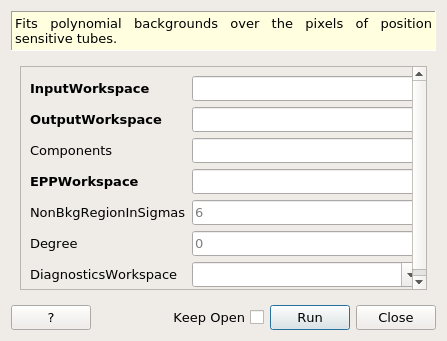 Fits polynomial backgrounds over the pixels of position
sensitive tubes.
InputWorkspace
OutputWorkspace
Components
EPPWorkspace
NonBkgRegionInSigmas 6
Degree 0
DiagnosticsWorkspace
? Keep Open Run Close